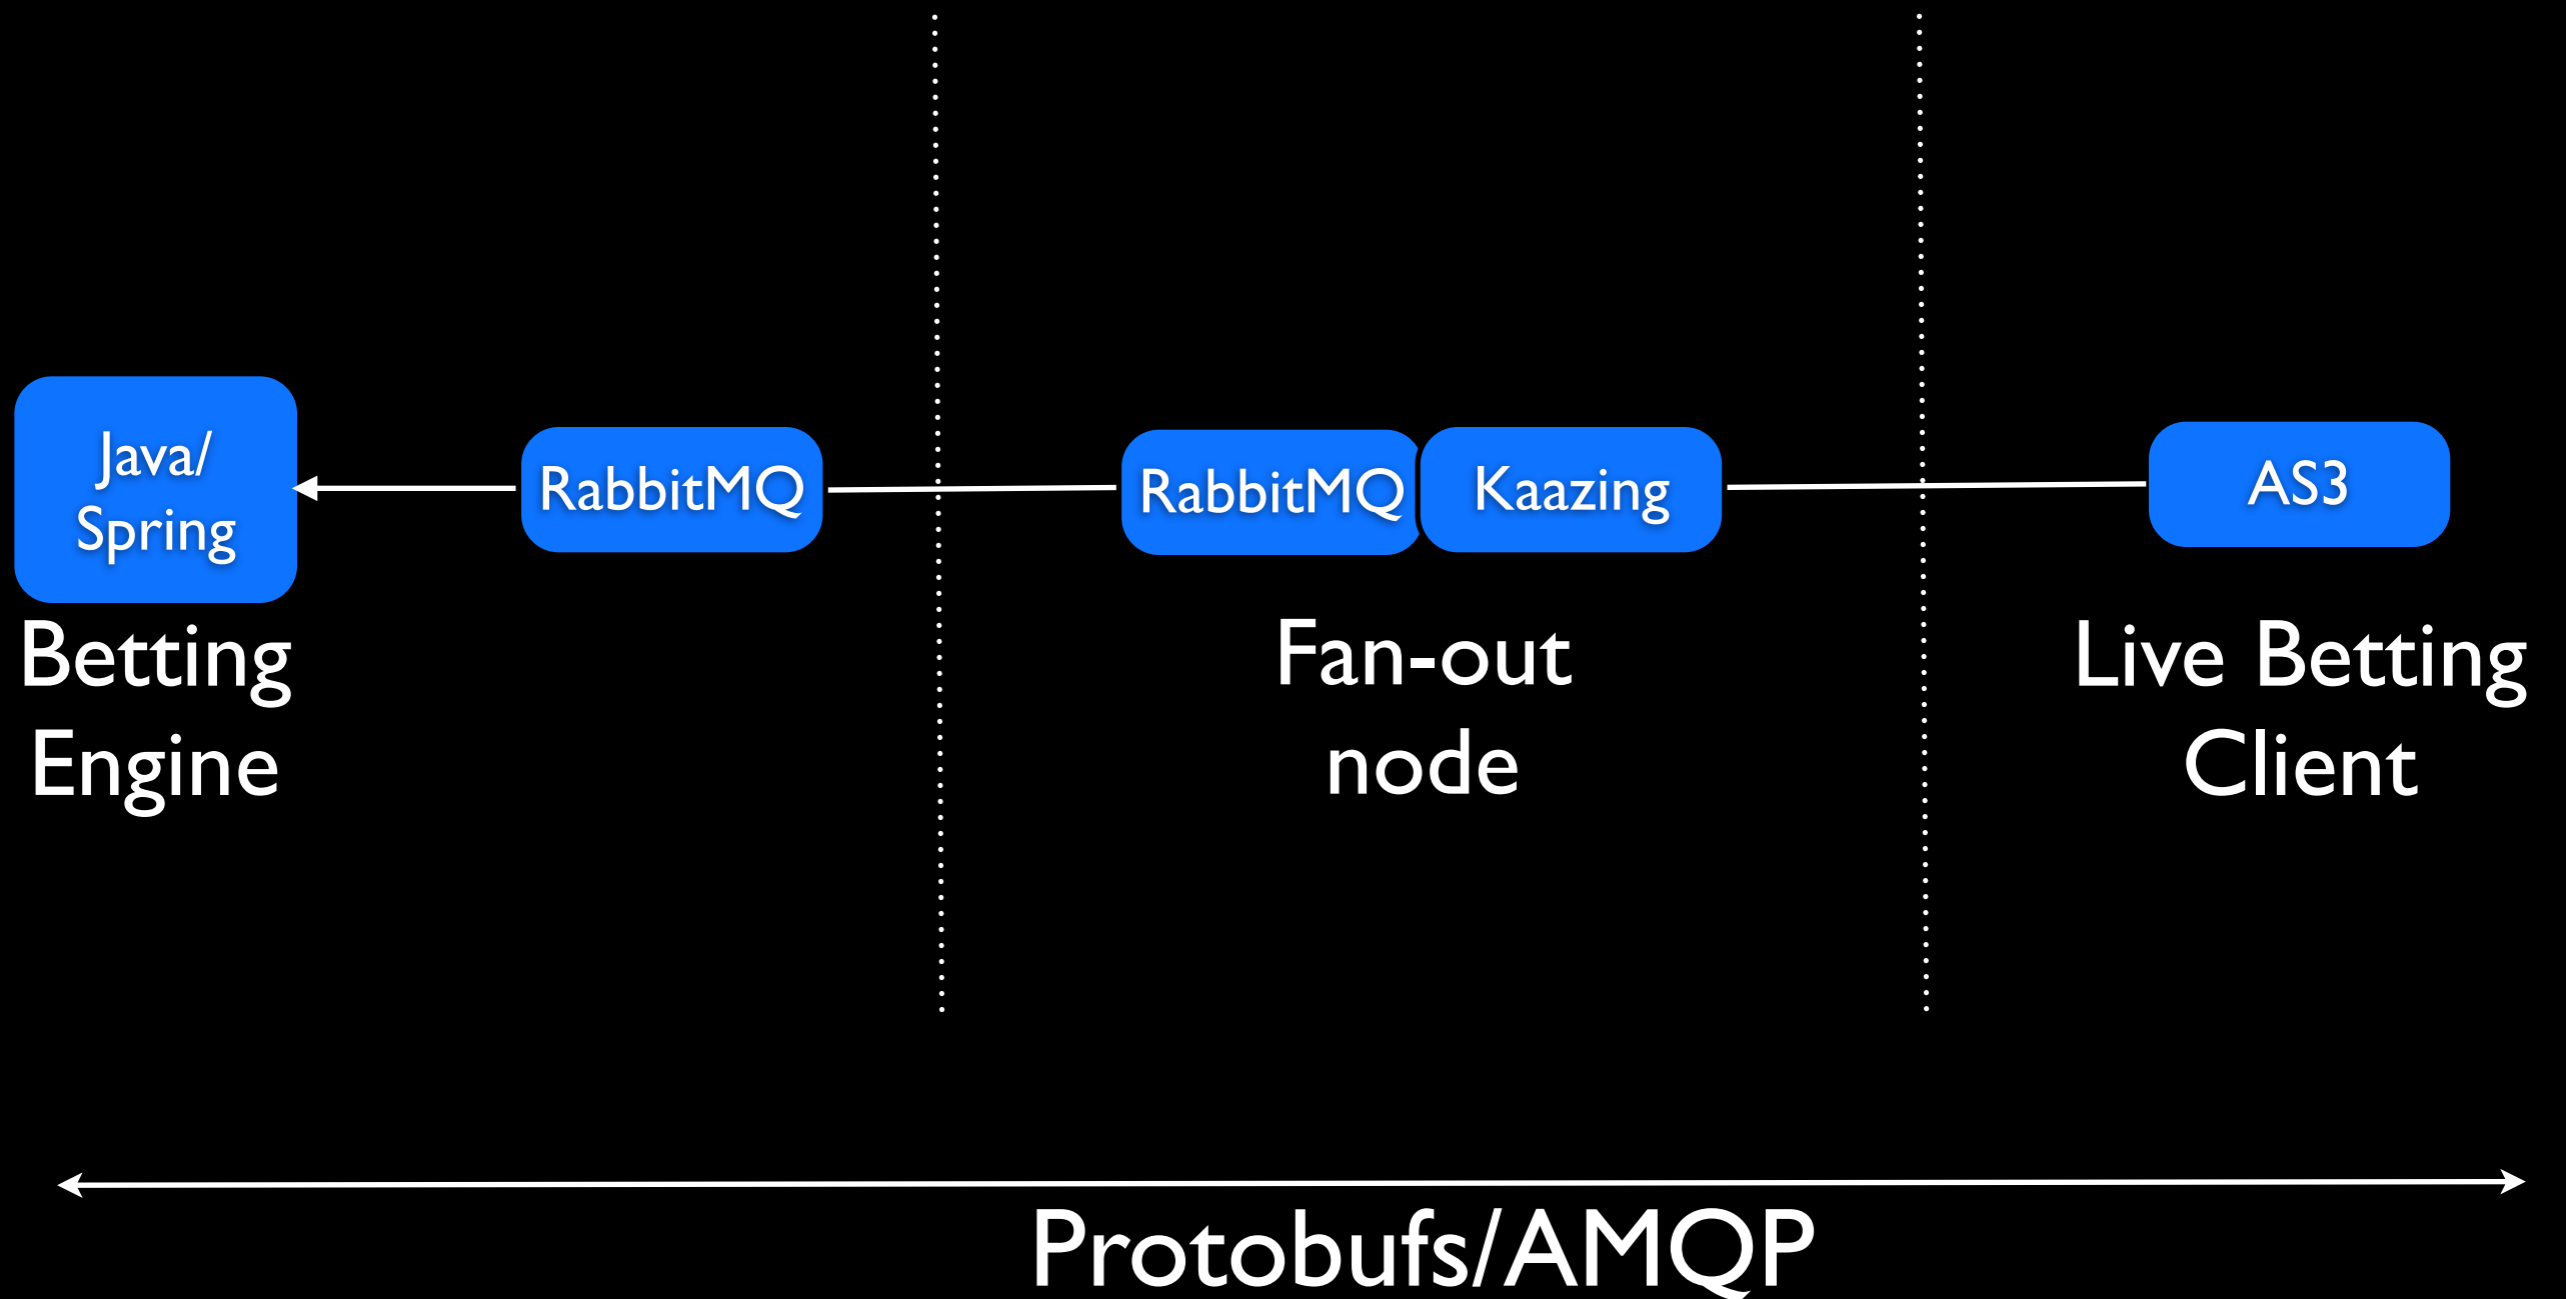 Java/
Spring
RabbitMQ
RabbitMQ
Kaazing
AS3
Betting
Engine
Fan-out
node
Live Betting
Client
Protobufs/AMQP